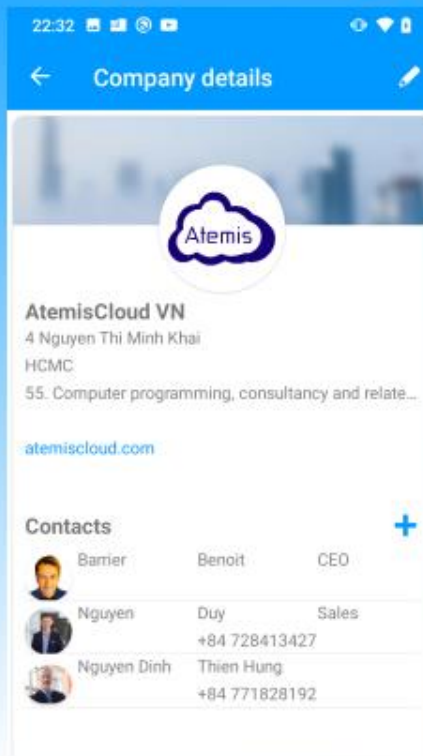 22:32
Company details
Atemis
AtemisCloud VN
4 Nguyen Thi Minh Khai
HCMC
55. Computer programming, consultancy and relate...
atemiscloud.com
Contacts
Barrier Benoit CEO
Nguyen Duy Sales
+84 728413427
Nguyen Dinh Thien Hung
+84 771828192